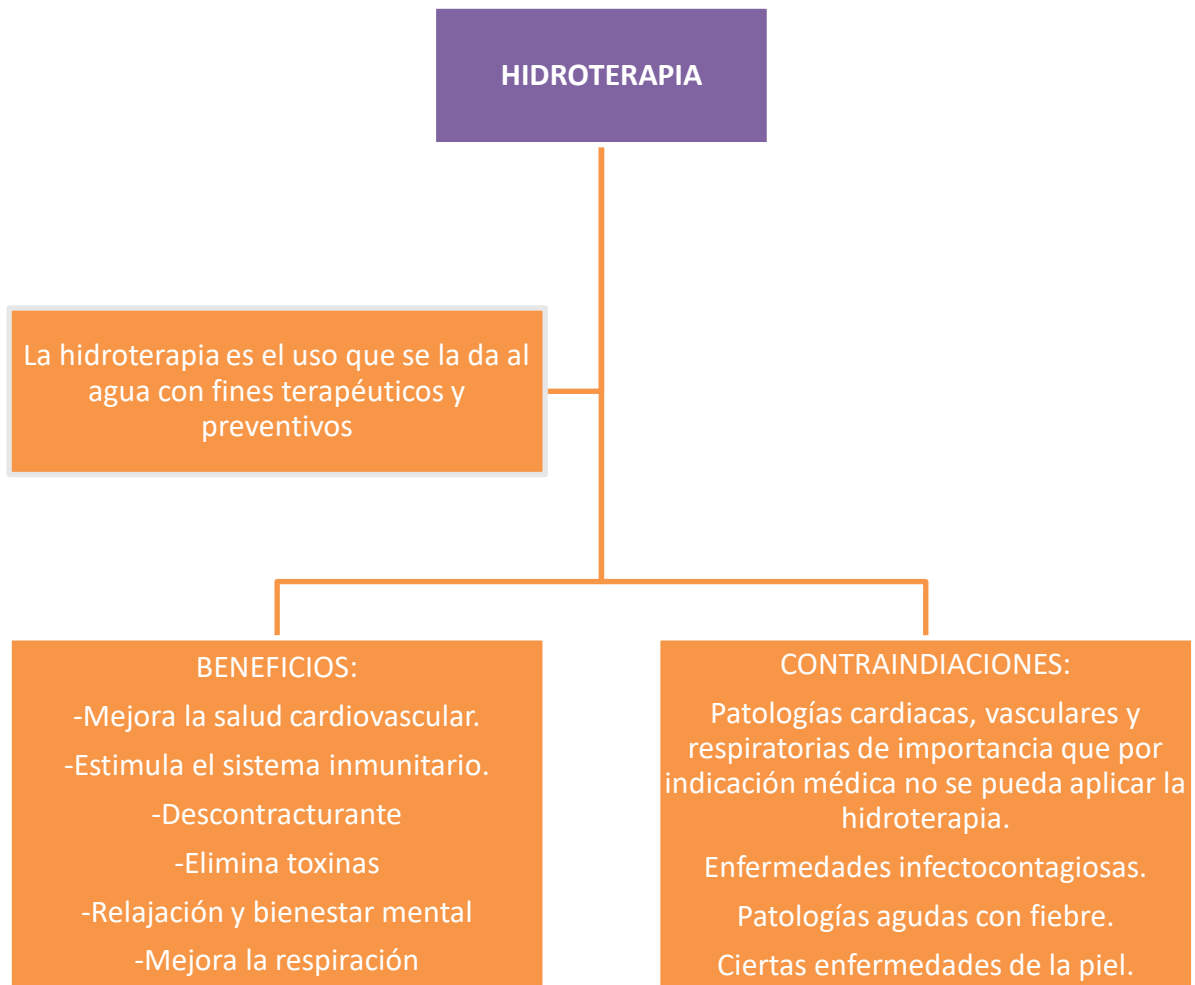 HIDROTERAPIA
La hidroterapia es el uso que se la da al
agua con fines terapéuticos y
preventivos
BENEFICIOS:
-Mejora la salud cardiovascular.
-Estimula el sistema inmunitario.
-Descontracturante
-Elimina toxinas
-Relajación y bienestar mental
-Mejora la respiración
CONTRAINDIACIONES:
Patologías cardiacas, vasculares y
respiratorias de importancia que por
indicación médica no se pueda aplicar la
hidroterapia.
Enfermedades infectocontagiosas.
Patologías agudas con fiebre.
Ciertas enfermedades de la piel.